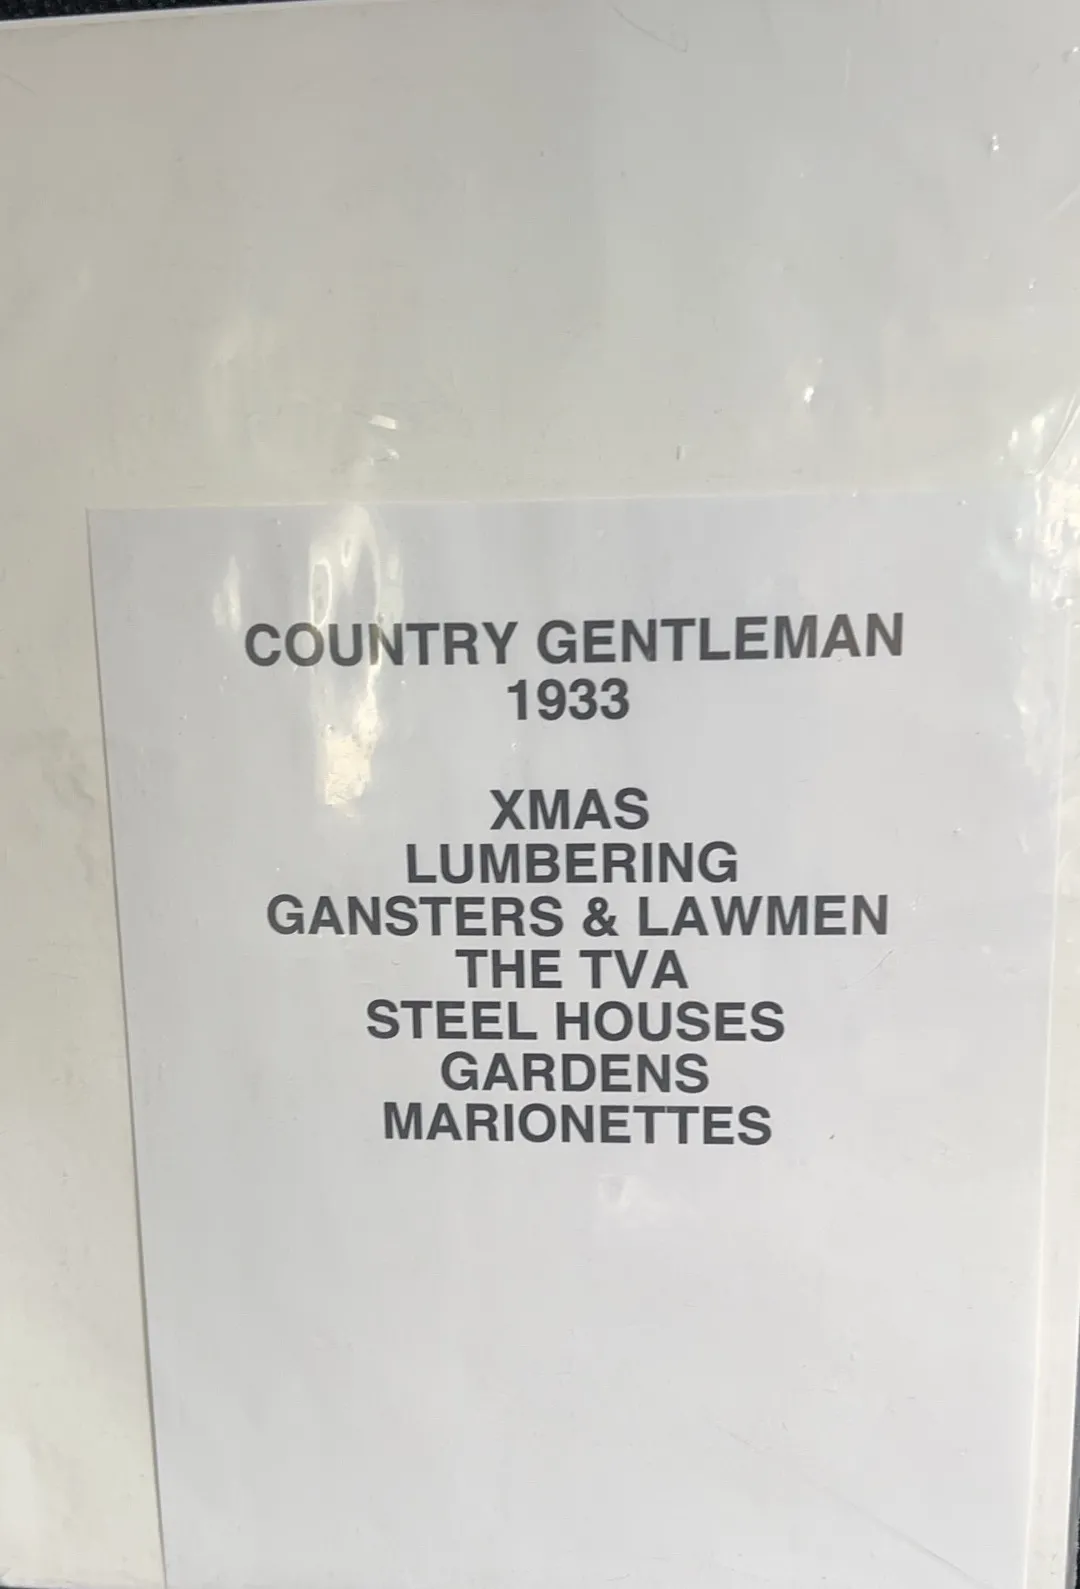 COUNTRY GENTLEMAN
1933
XMAS
LUMBERING
GANSTERS & LAWMEN
THE TVA
STEEL HOUSES
GARDENS
MARIONETTES